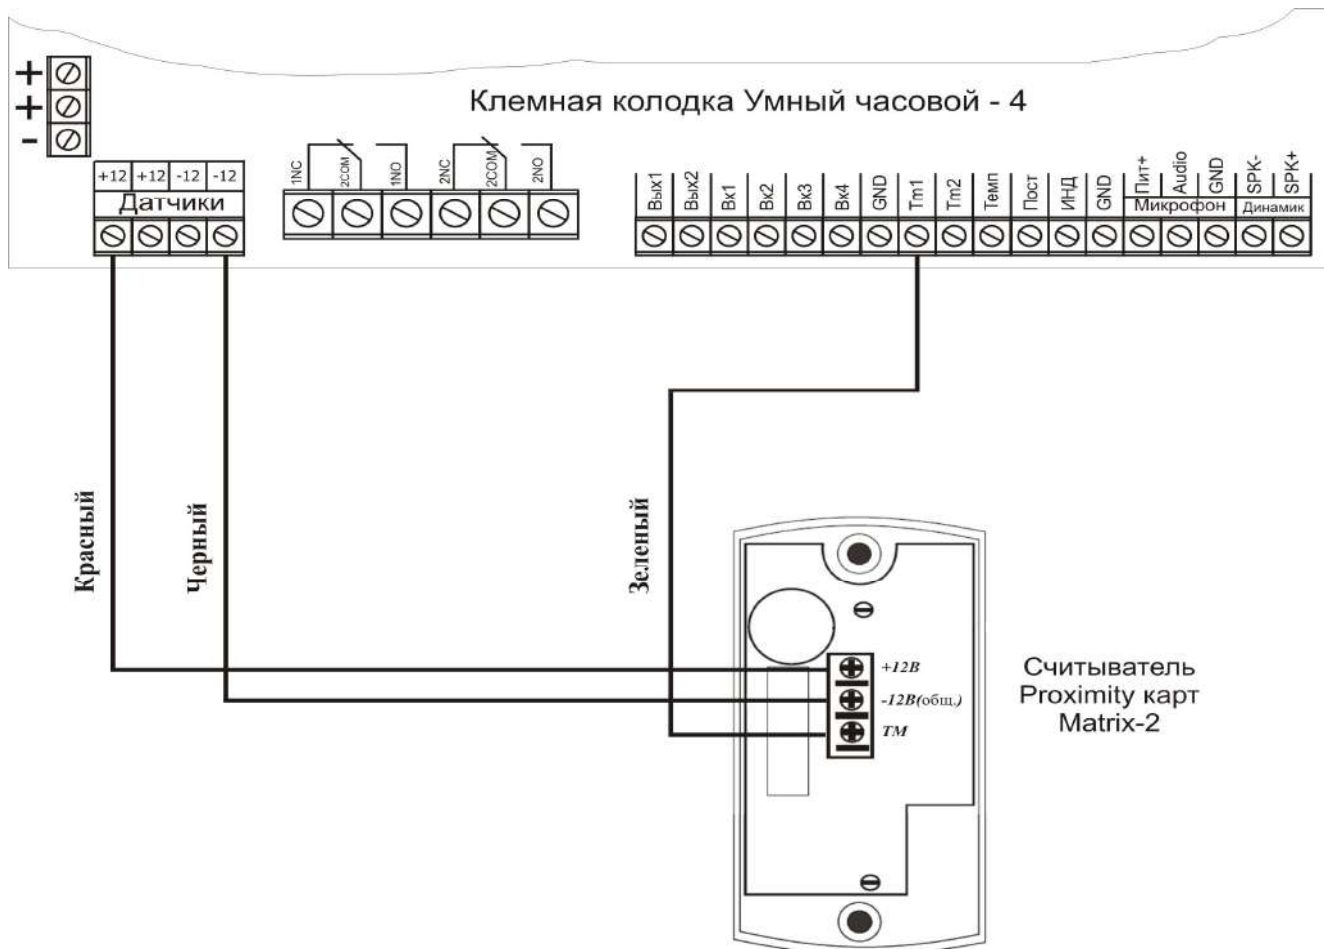 +
+
-
Клемная колодка Умный часовой - 4
+12 +12 -12 -12
Датчики
1NC 2COM 1NO 2NC 2COM 2NO
Вых1 Вых2 Вх1 Вх2 Вх3 Вх4 GND Tm1 Tm2 Темп Пост ИНД GND Пит+ Audio GND SPK- SPK+
Микрофон Динамик
Красный
Черный
Зеленый
+12В
-12В(общ.)
ТМ
Считыватель
Proximity карт
Matrix-2